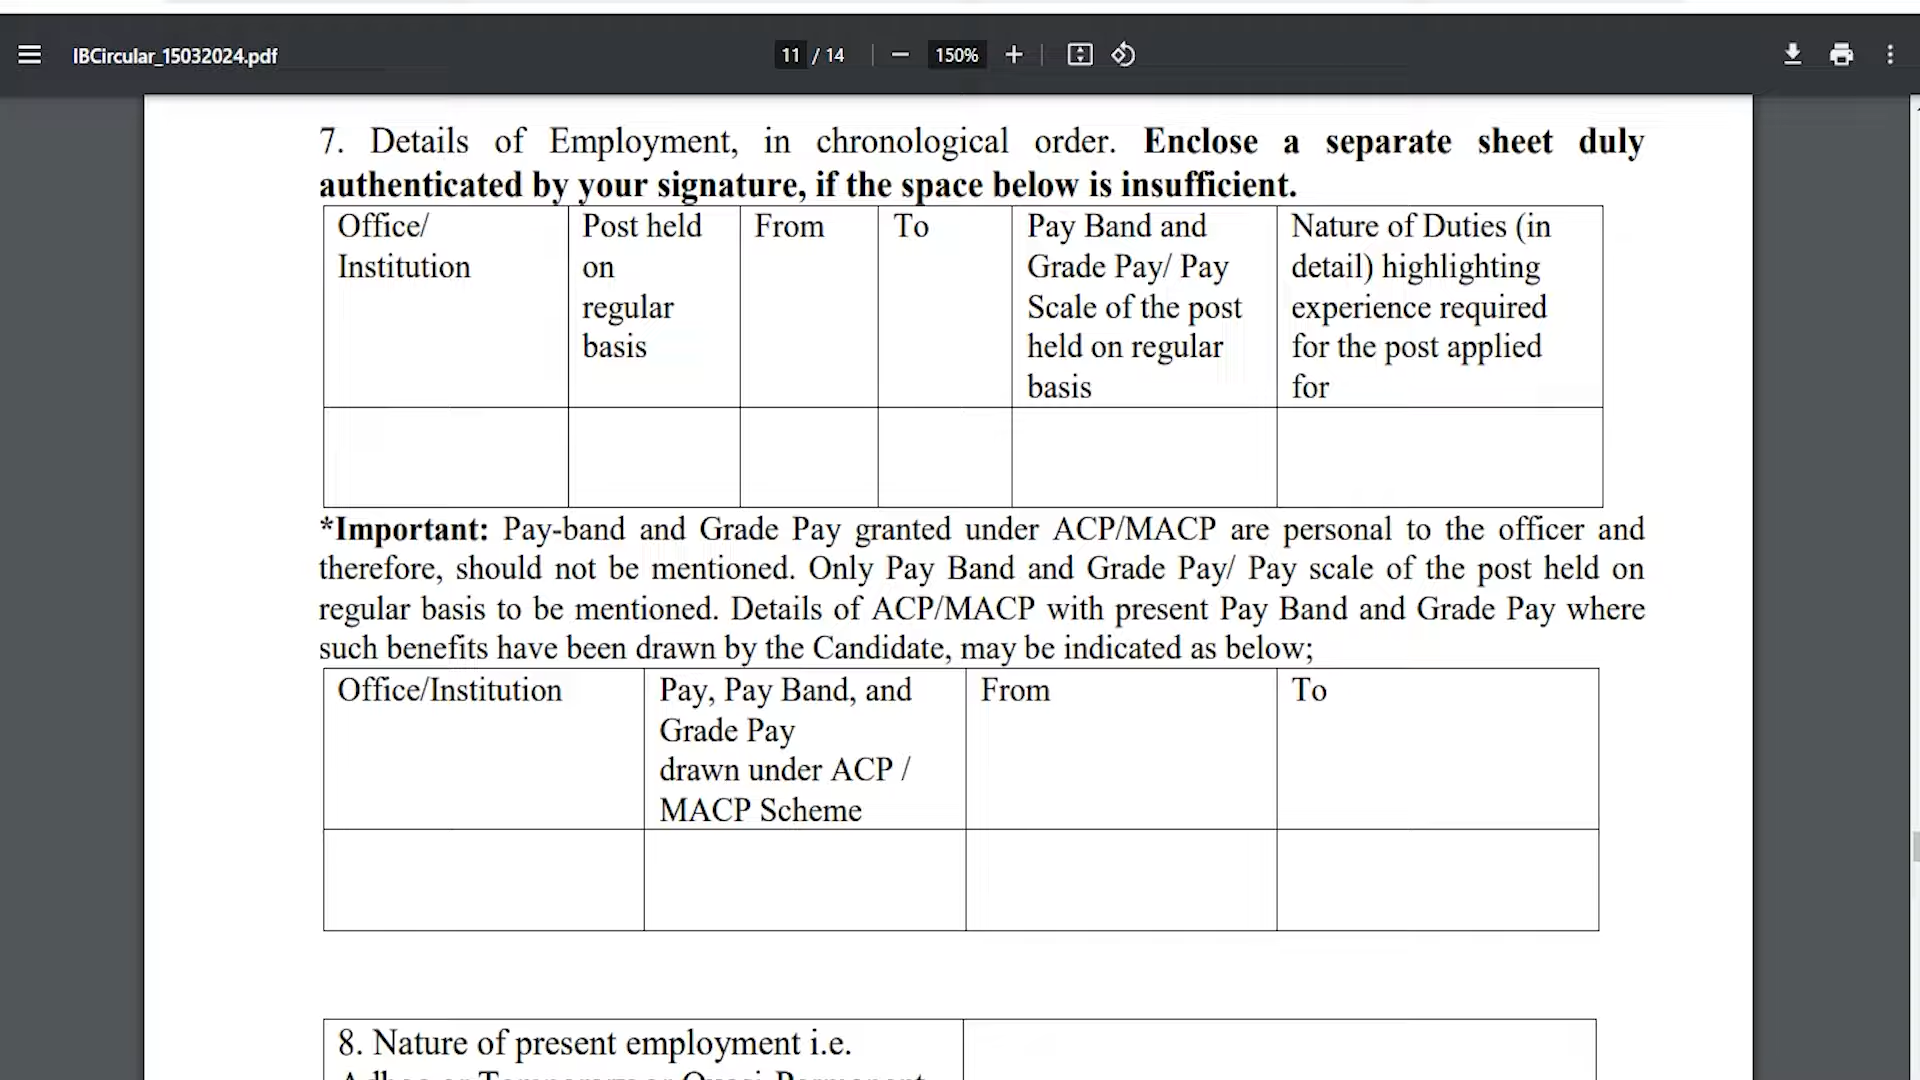 IBCircular_15032024.pdf
11 / 14
150%
7. Details of Employment, in chronological order. Enclose a separate sheet duly
authenticated by your signature, if the space below is insufficient.
Office/
Institution
Post held
on
regular
basis
From
To
Pay Band and
Grade Pay/ Pay
Scale of the post
held on regular
basis
Nature of Duties (in
detail) highlighting
experience required
for the post applied
for
*Important: Pay-band and Grade Pay granted under ACP/MACP are personal to the officer and
therefore, should not be mentioned. Only Pay Band and Grade Pay/ Pay scale of the post held on
regular basis to be mentioned. Details of ACP/MACP with present Pay Band and Grade Pay where
such benefits have been drawn by the Candidate, may be indicated as below;
Office/Institution
Pay, Pay Band, and
Grade Pay
drawn under ACP /
MACP Scheme
From
To
8. Nature of present employment i.e.
Adhoc or Temporary or Quasi-Permanent